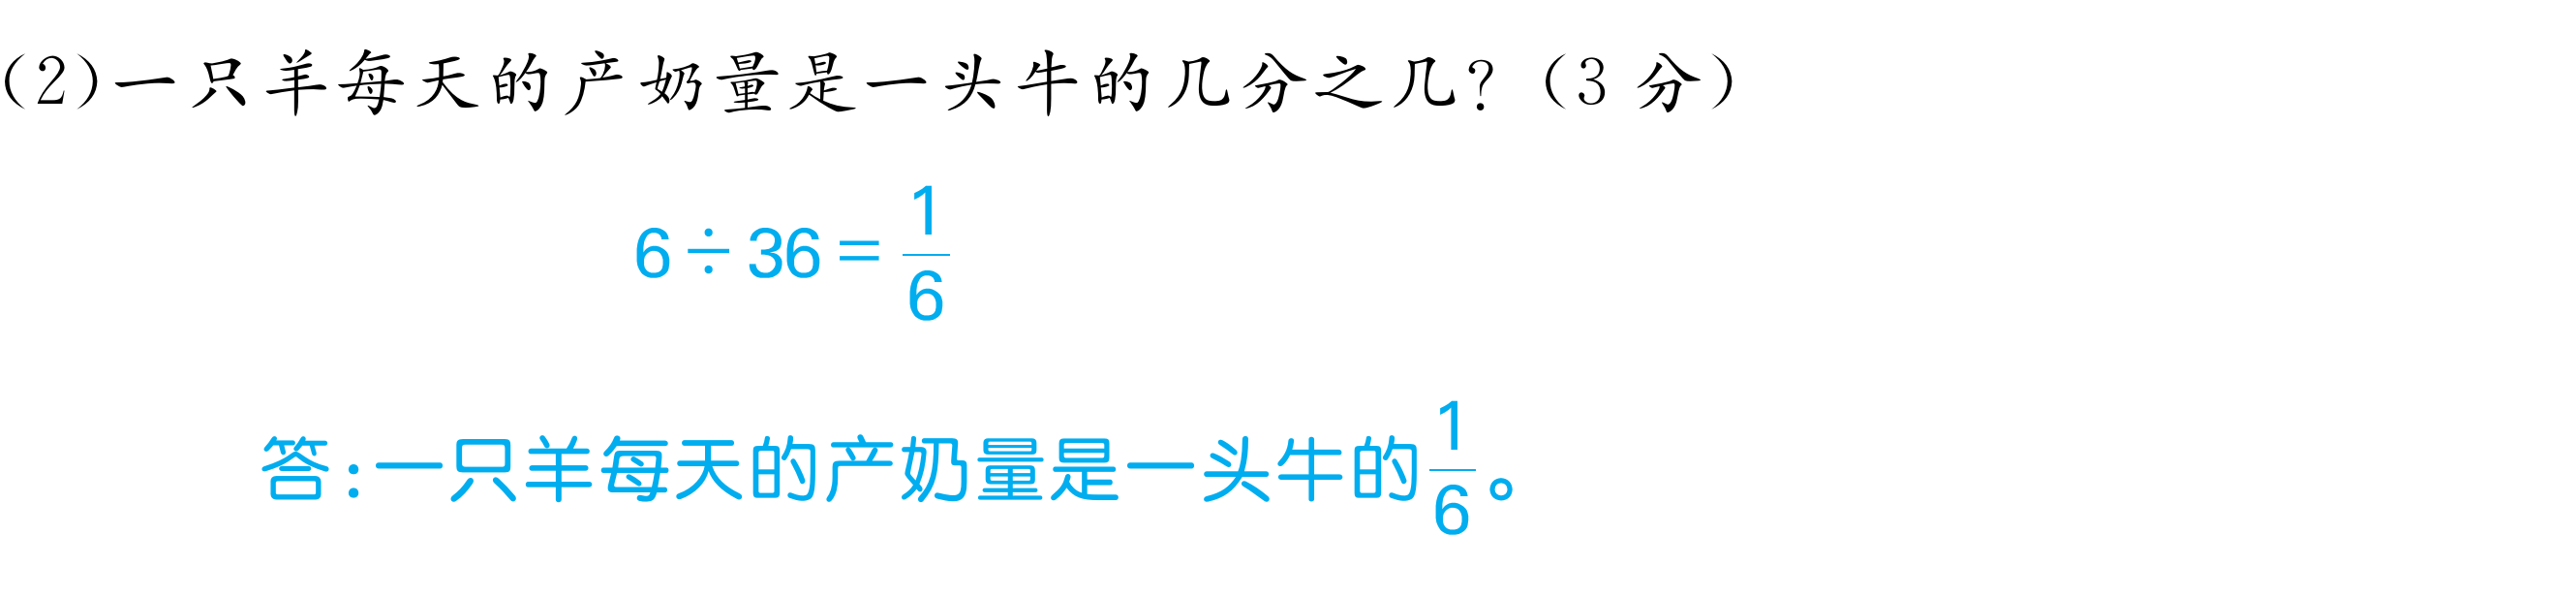 (2)一只羊每天的产奶量是一头牛的几分之几?(3 分)
6÷36=1/6
答:一只羊每天的产奶量是一头牛的1/6。